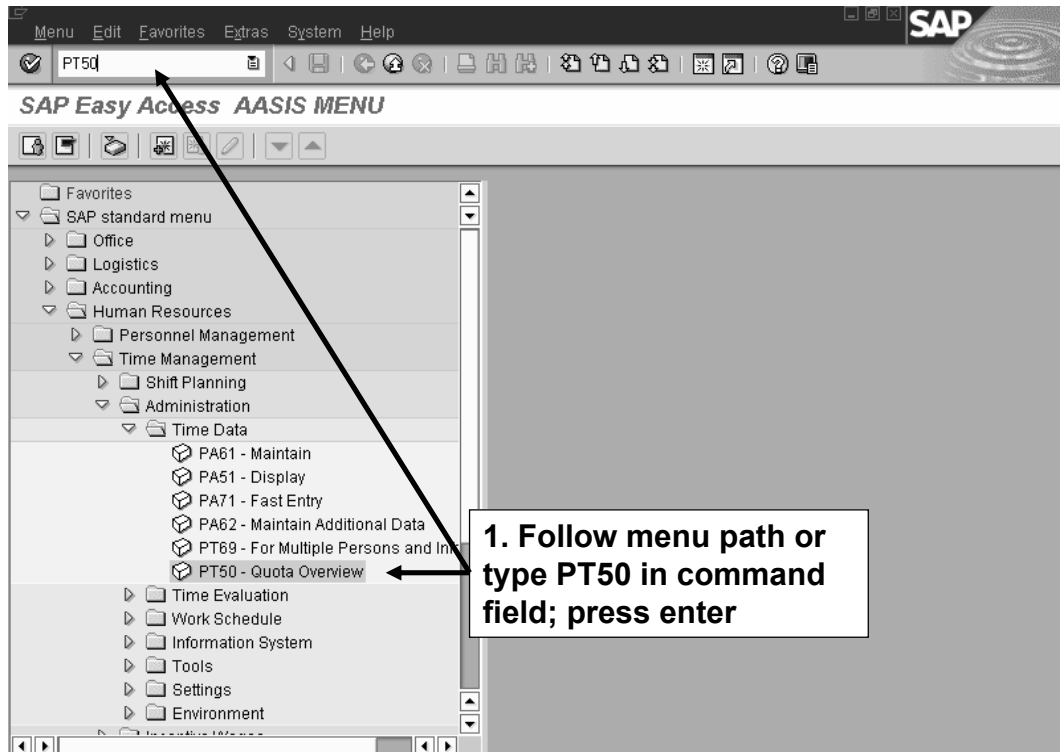 Menu Edit Favorites Extras System Help
SAP
PT50
SAP Easy Access AASIS MENU
Favorites
SAP standard menu
Office
Logistics
Accounting
Human Resources
Personnel Management
Time Management
Shift Planning
Administration
Time Data
PA61 - Maintain
PA51 - Display
PA71 - Fast Entry
PA62 - Maintain Additional Data
PT69 - For Multiple Persons and
PT50 - Quota Overview
1. Follow menu path or
type PT50 in command
field; press enter
Time Evaluation
Work Schedule
Information System
Tools
Settings
Environment